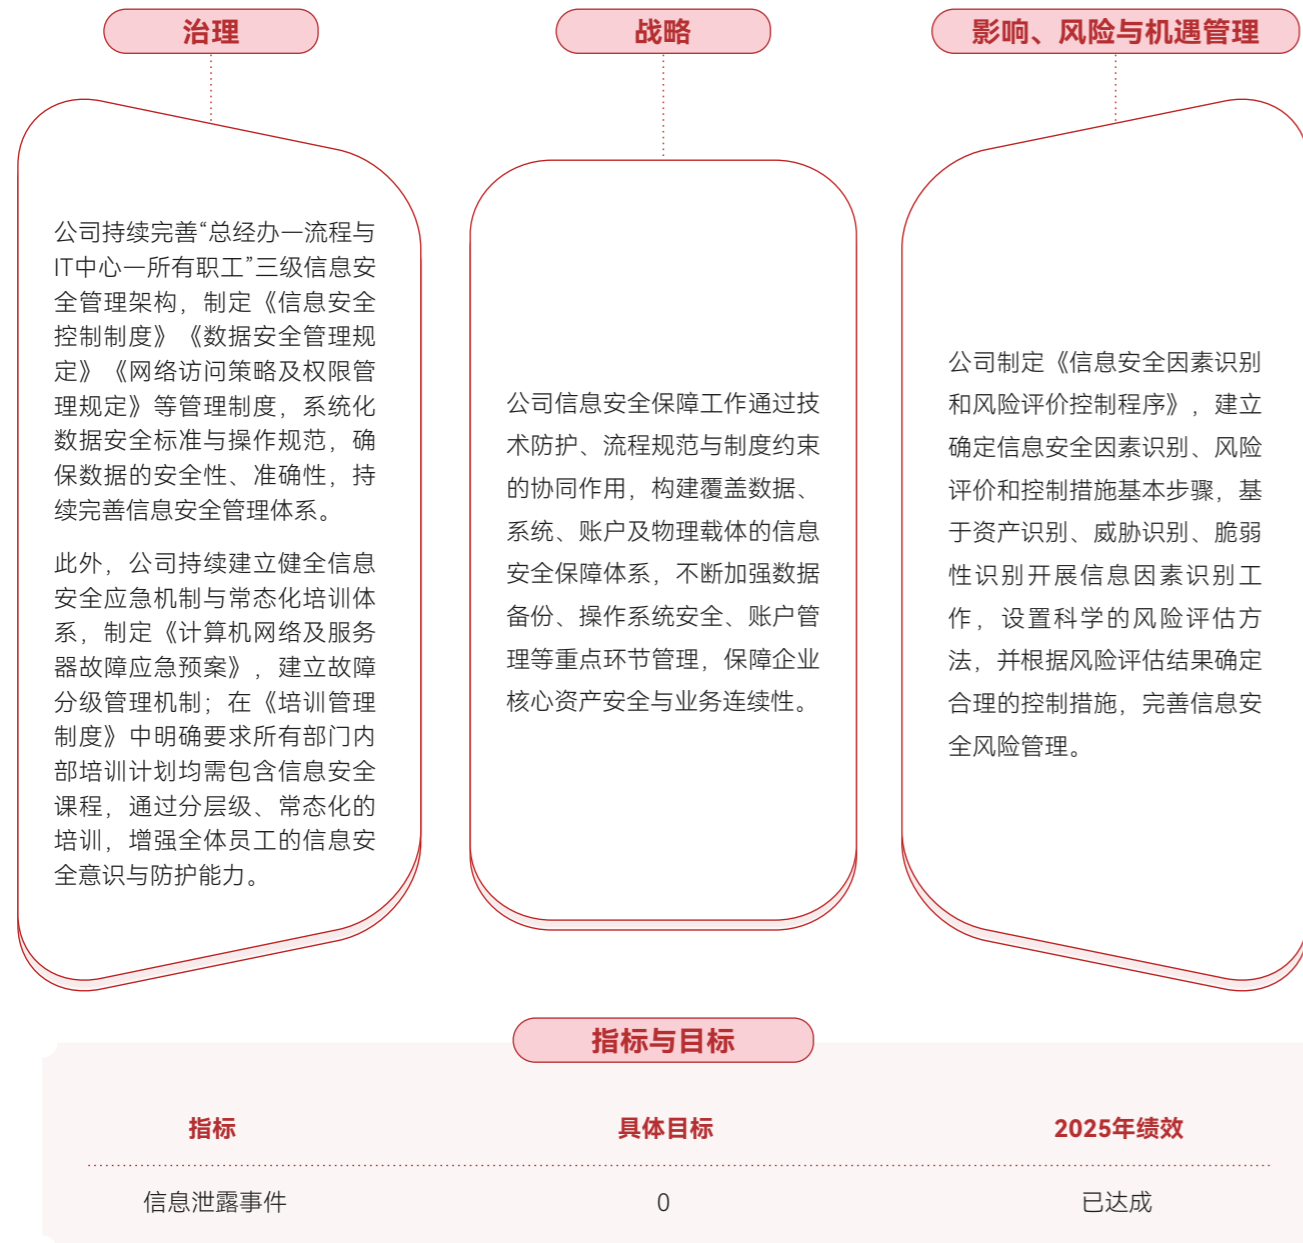 治理
公司持续完善“总经办—流程与
IT中心—所有职工”三级信息安
全管理架构，制定《信息安全
控制制度》《数据安全管理规
定》《网络访问策略及权限管
理规定》等管理制度，系统化
数据安全标准与操作规范，确
保数据的安全性、准确性，持
续完善信息安全管理体系。
此外，公司持续建立健全信息
安全应急机制与常态化培训体
系，制定《计算机网络及服务
器故障应急预案》，建立故障
分级管理机制；在《培训管理
制度》中明确要求所有部门内
部培训计划均需包含信息安全
课程，通过分层级、常态化的
培训，增强全体员工的信息安
全意识与防护能力。
战略
公司信息安全保障工作通过技
术防护、流程规范与制度约束
的协同作用，构建覆盖数据、
系统、账户及物理载体的信息
安全保障体系，不断加强数据
备份、操作系统安全、账户管
理等重点环节管理，保障企业
核心资产安全与业务连续性。
影响、风险与机遇管理
公司制定《信息安全因素识别
和风险评价控制程序》，建立
确定信息安全因素识别、风险
评价和控制措施基本步骤，基
于资产识别、威胁识别、脆弱
性识别开展信息因素识别工
作，设置科学的风险评估方
法，并根据风险评估结果确定
合理的控制措施，完善信息安
全风险管理。
指标与目标
指标 具体目标 2025年绩效
信息泄露事件 0 已达成